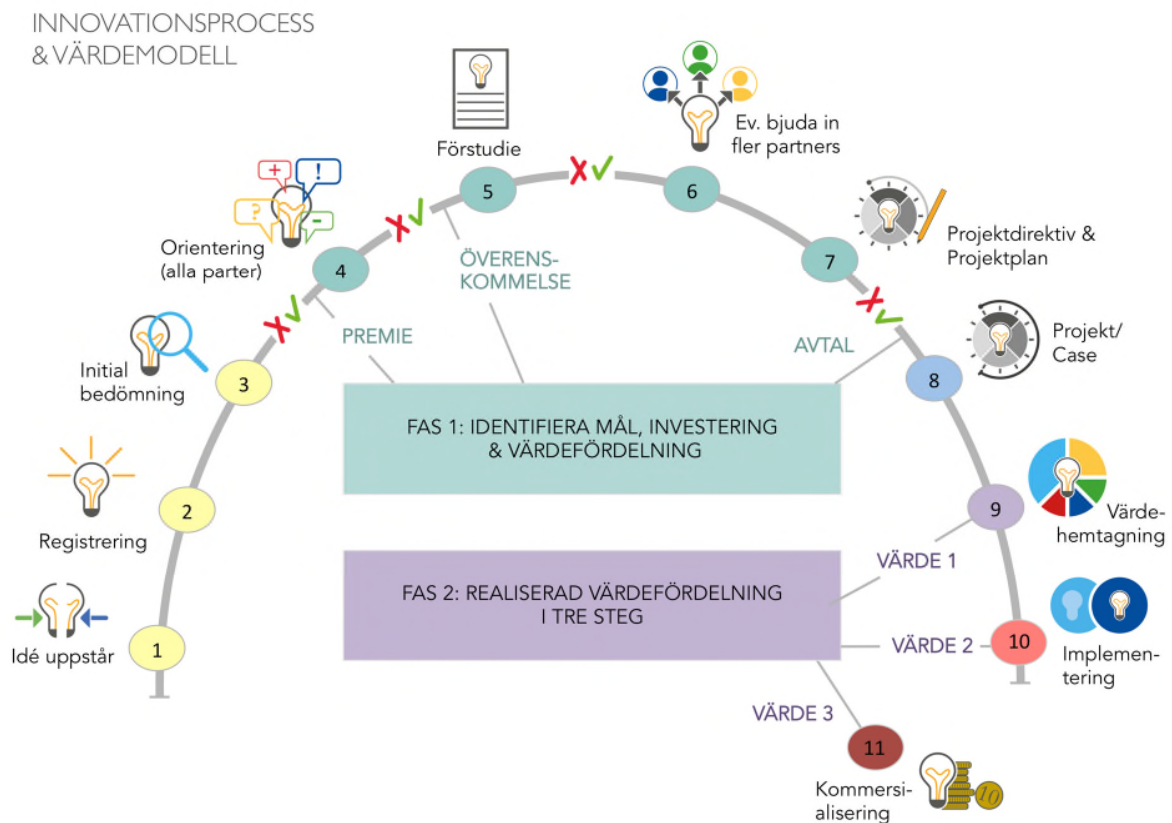 INNOVATIONSPROCESS
& VÄRDEMODELL
Idé uppstår
1
Registrering
2
Initial
bedömning
3
Orientering
(alla parter)
+
!
?
-
4
Förstudie
5
Ev. bjuda in
fler partners
6
Projektdirektiv &
Projektplan
7
Projekt/
Case
8
Värde-
hemtagning
9
Implemen-
tering
10
Kommersi-
alisering
11
10
PREMIE
ÖVERENS-
KOMMELSE
AVTAL
FAS 1: IDENTIFIERA MÅL, INVESTERING
& VÄRDEFÖRDELNING
FAS 2: REALISERAD VÄRDEFÖRDELNING
I TRE STEG
VÄRDE 1
VÄRDE 2
VÄRDE 3